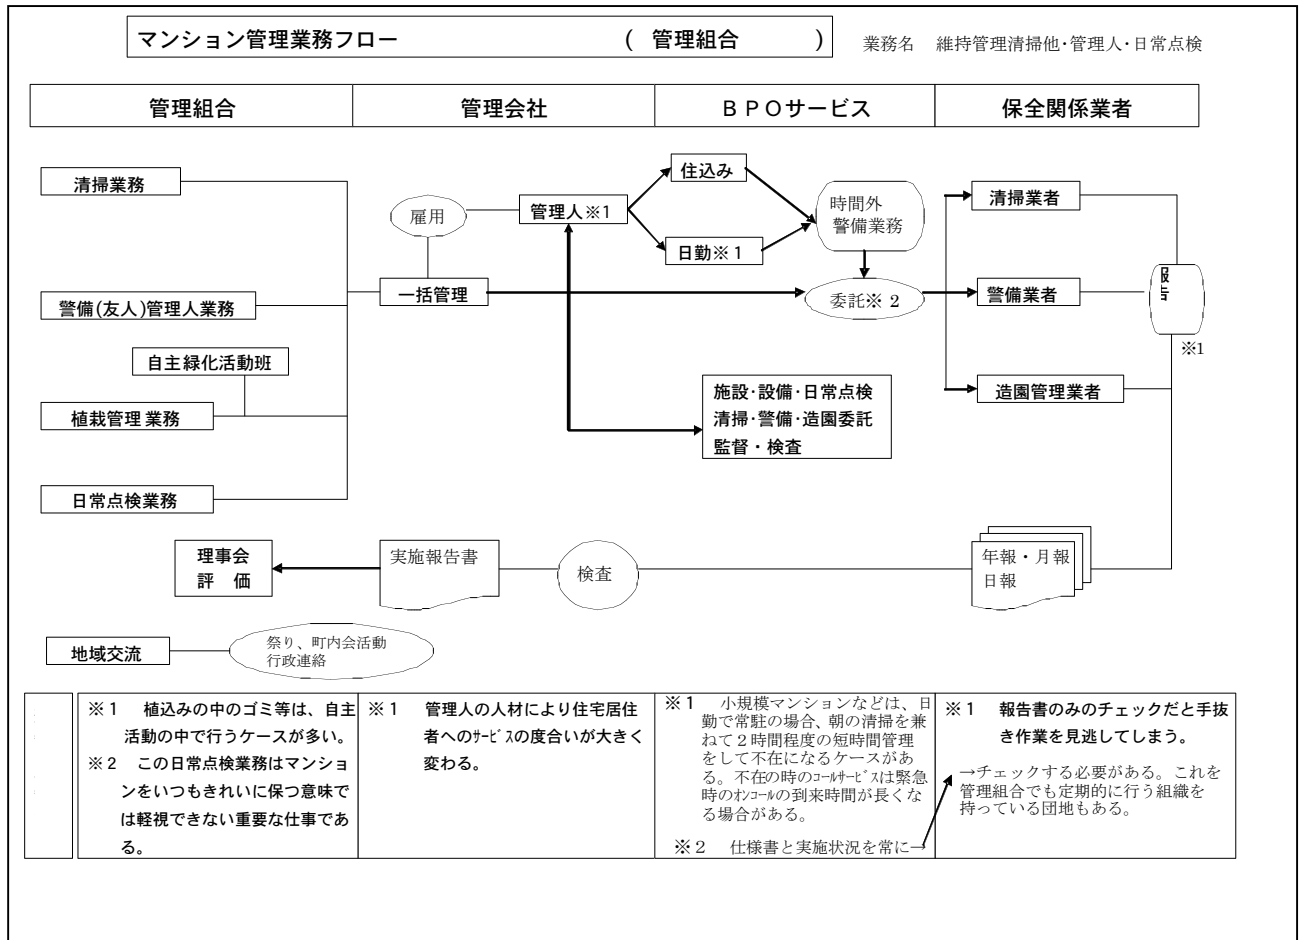 マンション管理業務フロー ( 管理組合 )
業務名 維持管理清掃他・管理人・日常点検
管理組合 管理会社 ＢＰＯサービス 保全関係業者
清掃業務
警備(友人)管理人業務
自主緑化活動班
植栽管理業務
日常点検業務
雇用
一括管理
管理人※1
住込み
日勤※１
時間外
警備業務
委託※２
施設・設備・日常点検
清掃・警備・造園委託
監督・検査
清掃業者
警備業者
造園管理業者
※1
理事会
評 価
実施報告書
検査
年報・月報
日報
地域交流
祭り、町内会活動
行政連絡
※１ 植込みの中のゴミ等は、自主
活動の中で行うケースが多い。
※２ この日常点検業務はマンショ
ンをいつもきれいに保つ意味で
は軽視できない重要な仕事であ
る。
※１ 管理人の人材により住宅居住
者へのサービスの度合いが大きく
変わる。
※１ 小規模マンションなどは、日
勤で常駐の場合、朝の清掃を兼
ねて２時間程度の短時間管理
をして不在になるケースがあ
る。不在の時のコールサービスは緊急
時のオンコールの到来時間が長くな
る場合がある。
※２ 仕様書と実施状況を常に→
※１ 報告書のみのチェックだと手抜
き作業を見逃してしまう。
→チェックする必要がある。これを
管理組合でも定期的に行う組織を
持っている団地もある。